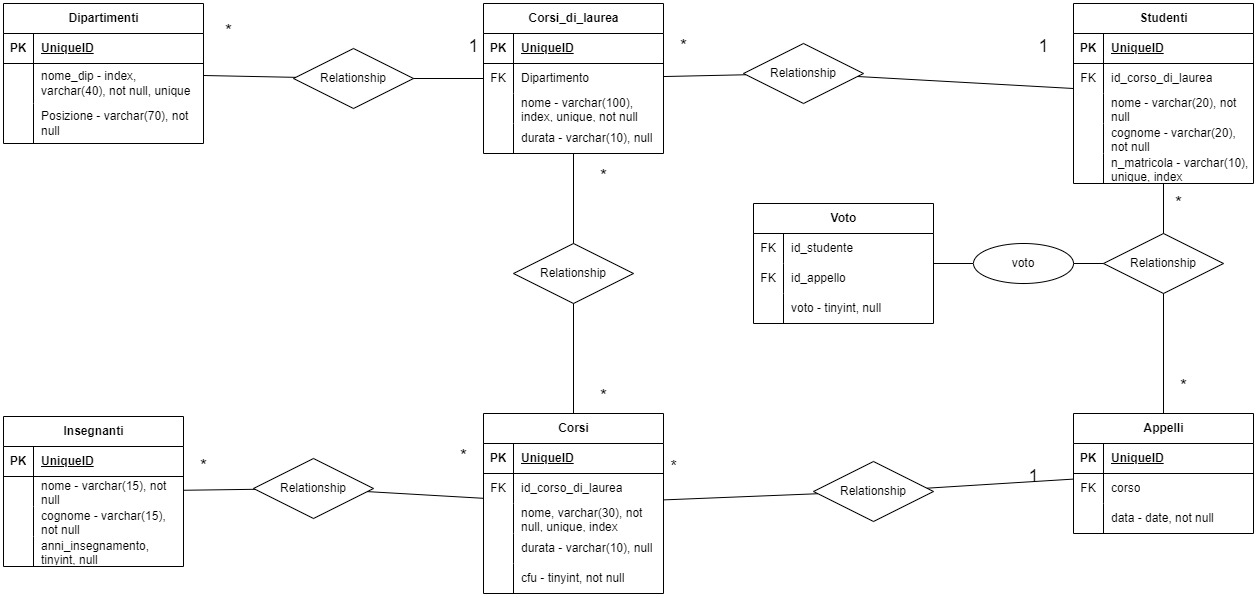 Dipartimenti
PK UniqueID
nome_dip - index,
varchar(40), not null, unique
Posizione - varchar(70), not
null
*
Relationship
1
Corsi_di_laurea
PK UniqueID
FK Dipartimento
nome - varchar(100),
index, unique, not null
durata - varchar(10), null
*
Relationship
1
Studenti
PK UniqueID
FK id_corso_di_laurea
nome - varchar(20), not
null
cognome - varchar(20),
not null
n_matricola - varchar(10),
unique, index
*
Relationship
*
*
Relationship
*
voto
Voto
FK id_studente
FK id_appello
voto - tinyint, null
Insegnanti
PK UniqueID
nome - varchar(15), not
null
cognome - varchar(15),
not null
anni_insegnamento,
tinyint, null
*
Relationship
*
Corsi
PK UniqueID
FK id_corso_di_laurea
nome, varchar(30), not
null, unique, index
durata - varchar(10), null
cfu - tinyint, not null
*
Relationship
1
Appelli
PK UniqueID
FK corso
data - date, not null